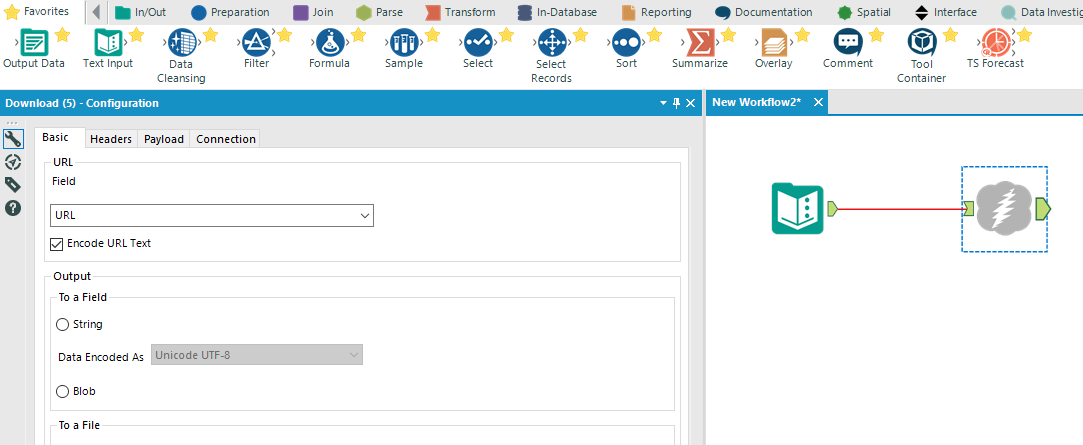 Favorites In/Out Preparation Join Parse Transform In-Database Reporting Documentation Spatial Interface Data Investig
Output Data Text Input Data Cleansing Filter Formula Sample Select Select Records Sort Summarize Overlay Comment Tool Container TS Forecast
Download (5) - Configuration
New Workflow2*
Basic Headers Payload Connection
URL
Field
URL
Encode URL Text
Output
To a Field
String
Data Encoded As Unicode UTF-8
Blob
To a File